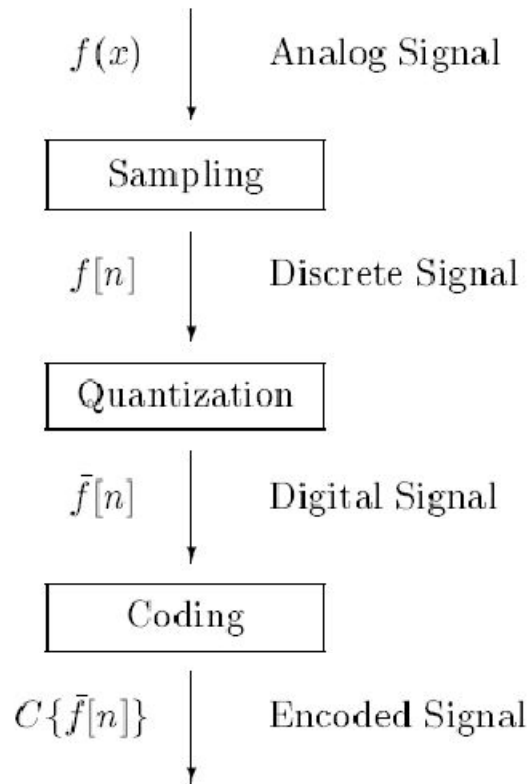 f(x) Analog Signal
Sampling
f[n] Discrete Signal
Quantization
f̄[n] Digital Signal
Coding
C{f̄[n]} Encoded Signal